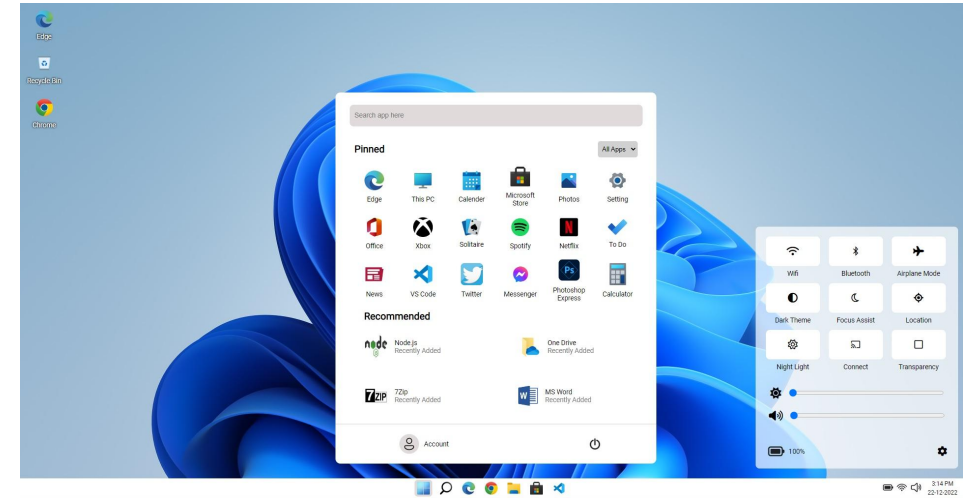 Edge
Recycle Bin
Chrome
Search app here
Pinned
All Apps
Edge
This PC
Calender
Microsoft
Store
Photos
Setting
Office
Xbox
Solitaire
Spotify
Netflix
To Do
News
VS Code
Twitter
Messenger
Ps
Photoshop
Express
Calculator
Recommended
node
Node.js
Recently Added
One Drive
Recently Added
7ZIP
7Zip
Recently Added
W
MS Word
Recently Added
Account
Wifi
Bluetooth
Airplane Mode
Dark Theme
Focus Assist
Location
Night Light
Connect
Transparency
100%
3:14 PM
22-12-2022